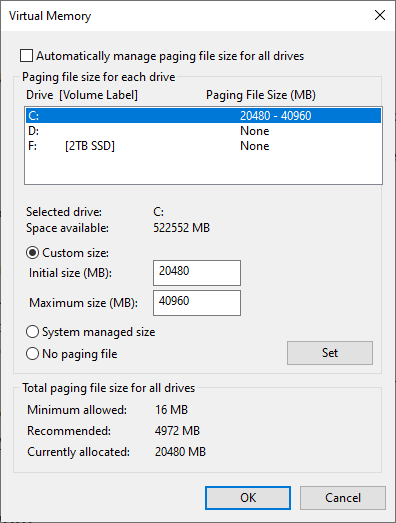 Virtual Memory
Automatically manage paging file size for all drives
Paging file size for each drive
Drive [Volume Label] Paging File Size (MB)
C: 20480 - 40960
D: None
F: [2TB SSD] None
Selected drive: C:
Space available: 522552 MB
Custom size:
Initial size (MB): 20480
Maximum size (MB): 40960
System managed size
No paging file Set
Total paging file size for all drives
Minimum allowed: 16 MB
Recommended: 4972 MB
Currently allocated: 20480 MB
OK Cancel